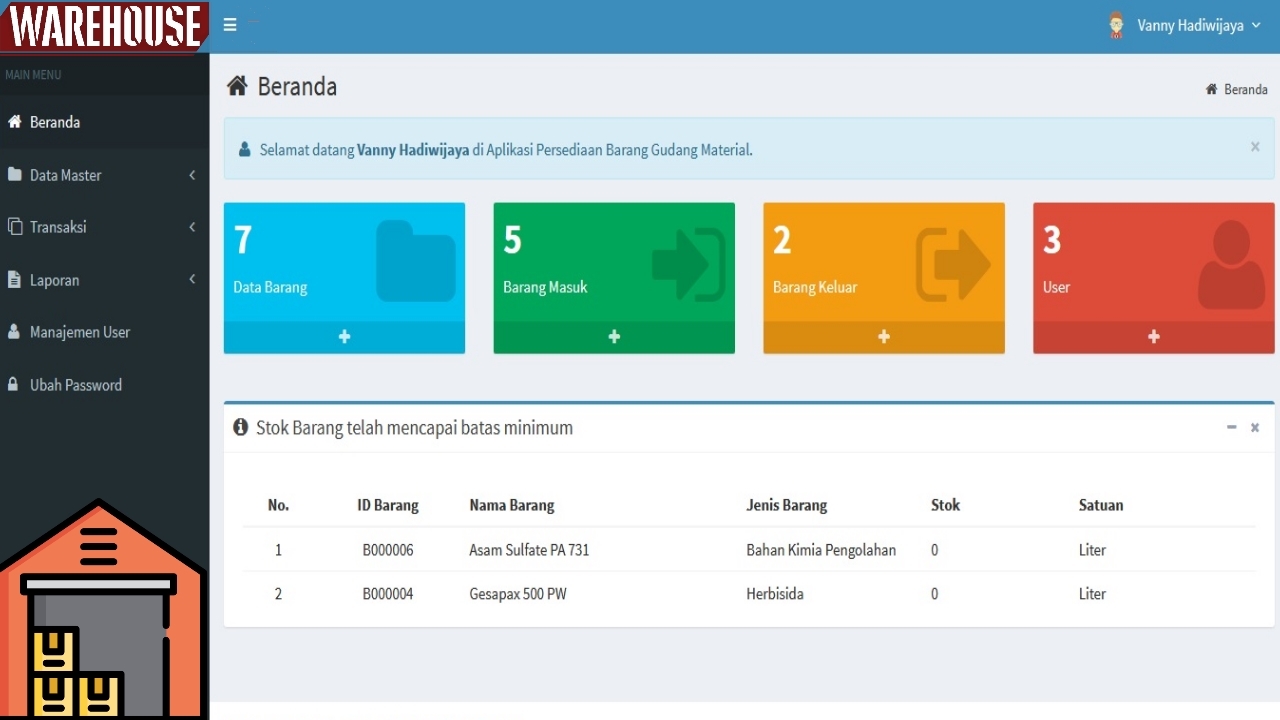 WAREHOUSE
Vanny Hadiwijaya
MAIN MENU
Beranda
Data Master
Transaksi
Laporan
Manajemen User
Ubah Password
Beranda
Beranda
Selamat datang Vanny Hadiwijaya di Aplikasi Persediaan Barang Gudang Material.
7
Data Barang
5
Barang Masuk
2
Barang Keluar
3
User
Stok Barang telah mencapai batas minimum
No. ID Barang Nama Barang Jenis Barang Stok Satuan
1 B000006 Asam Sulfate PA 731 Bahan Kimia Pengolahan 0 Liter
2 B000004 Gesapax 500 PW Herbisida 0 Liter